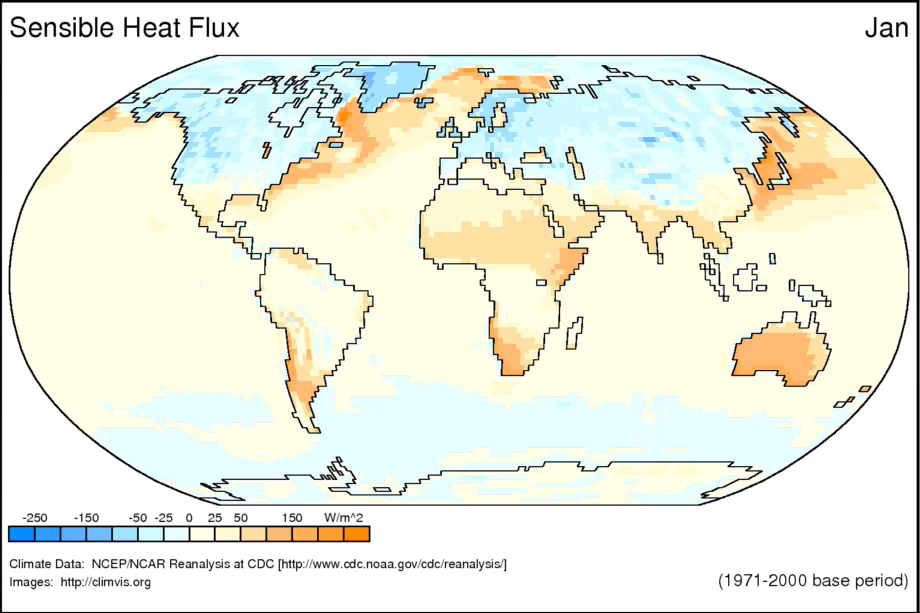 Sensible Heat Flux
Jan
-250 -150 -50 -25 0 25 50 150 W/m^2
Climate Data: NCEP/NCAR Reanalysis at CDC [http://www.cdc.noaa.gov/cdc/reanalysis/]
Images: http://climvis.org
(1971-2000 base period)